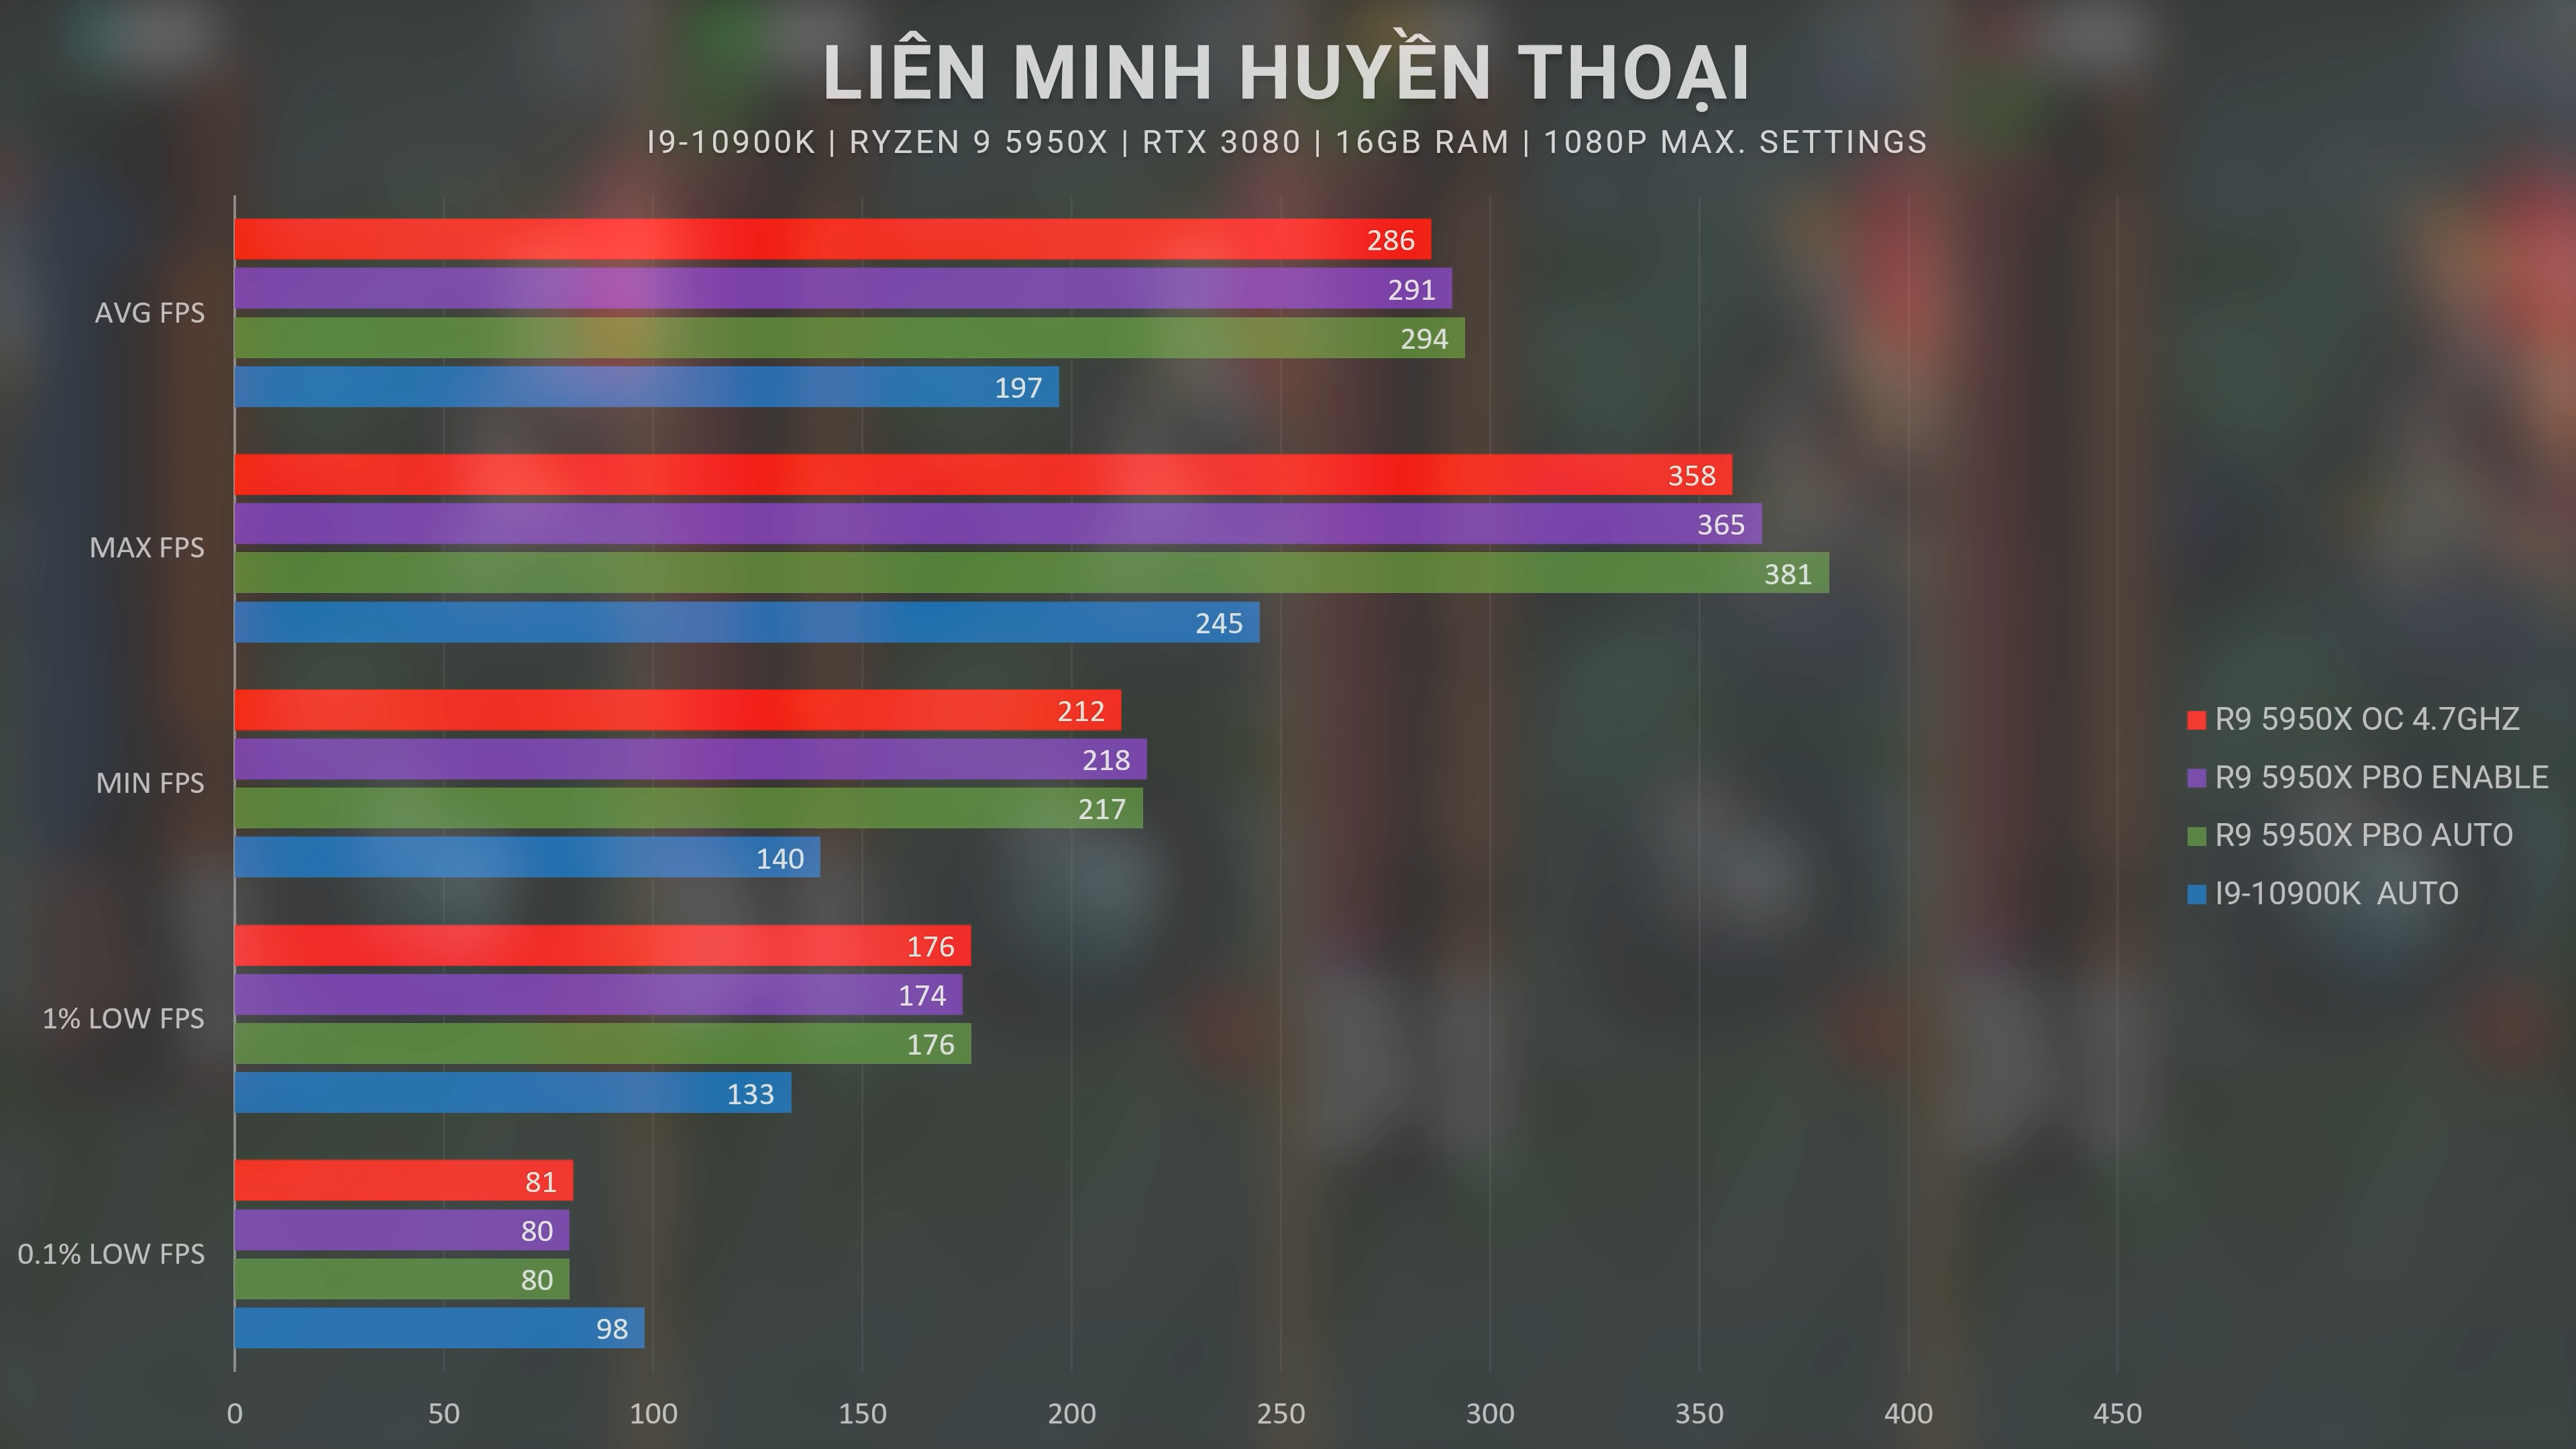 LIÊN MINH HUYỀN THOẠI
I9-10900K | RYZEN 9 5950X | RTX 3080 | 16GB RAM | 1080P MAX. SETTINGS
AVG FPS
286
291
294
197
MAX FPS
358
365
381
245
MIN FPS
212
218
217
140
1% LOW FPS
176
174
176
133
0.1% LOW FPS
81
80
80
98
0 50 100 150 200 250 300 350 400 450
R9 5950X OC 4.7GHZ
R9 5950X PBO ENABLE
R9 5950X PBO AUTO
I9-10900K  AUTO